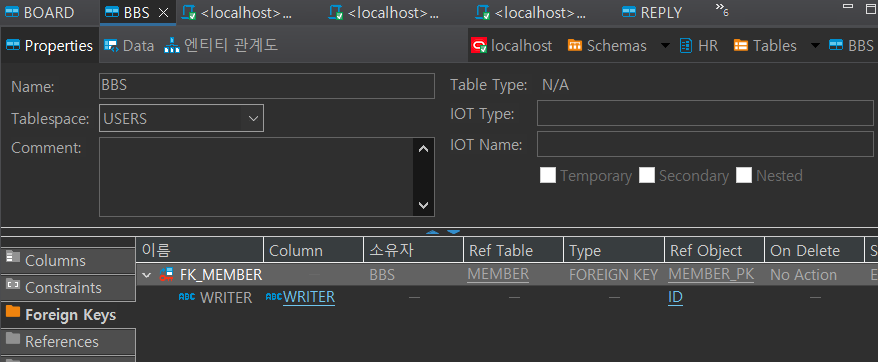 BOARD BBS <localhost>... <localhost>... <localhost>... REPLY »6
Properties Data 엔티티 관계도 localhost Schemas HR Tables BBS
Name: BBS Table Type: N/A
Tablespace: USERS IOT Type:
Comment: IOT Name:
Temporary Secondary Nested
이름 Column 소유자 Ref Table Type Ref Object On Delete S
Columns
FK_MEMBER BBS MEMBER FOREIGN KEY MEMBER_PK No Action E
Constraints
ABC WRITER ABC WRITER — — — ID —
Foreign Keys
References